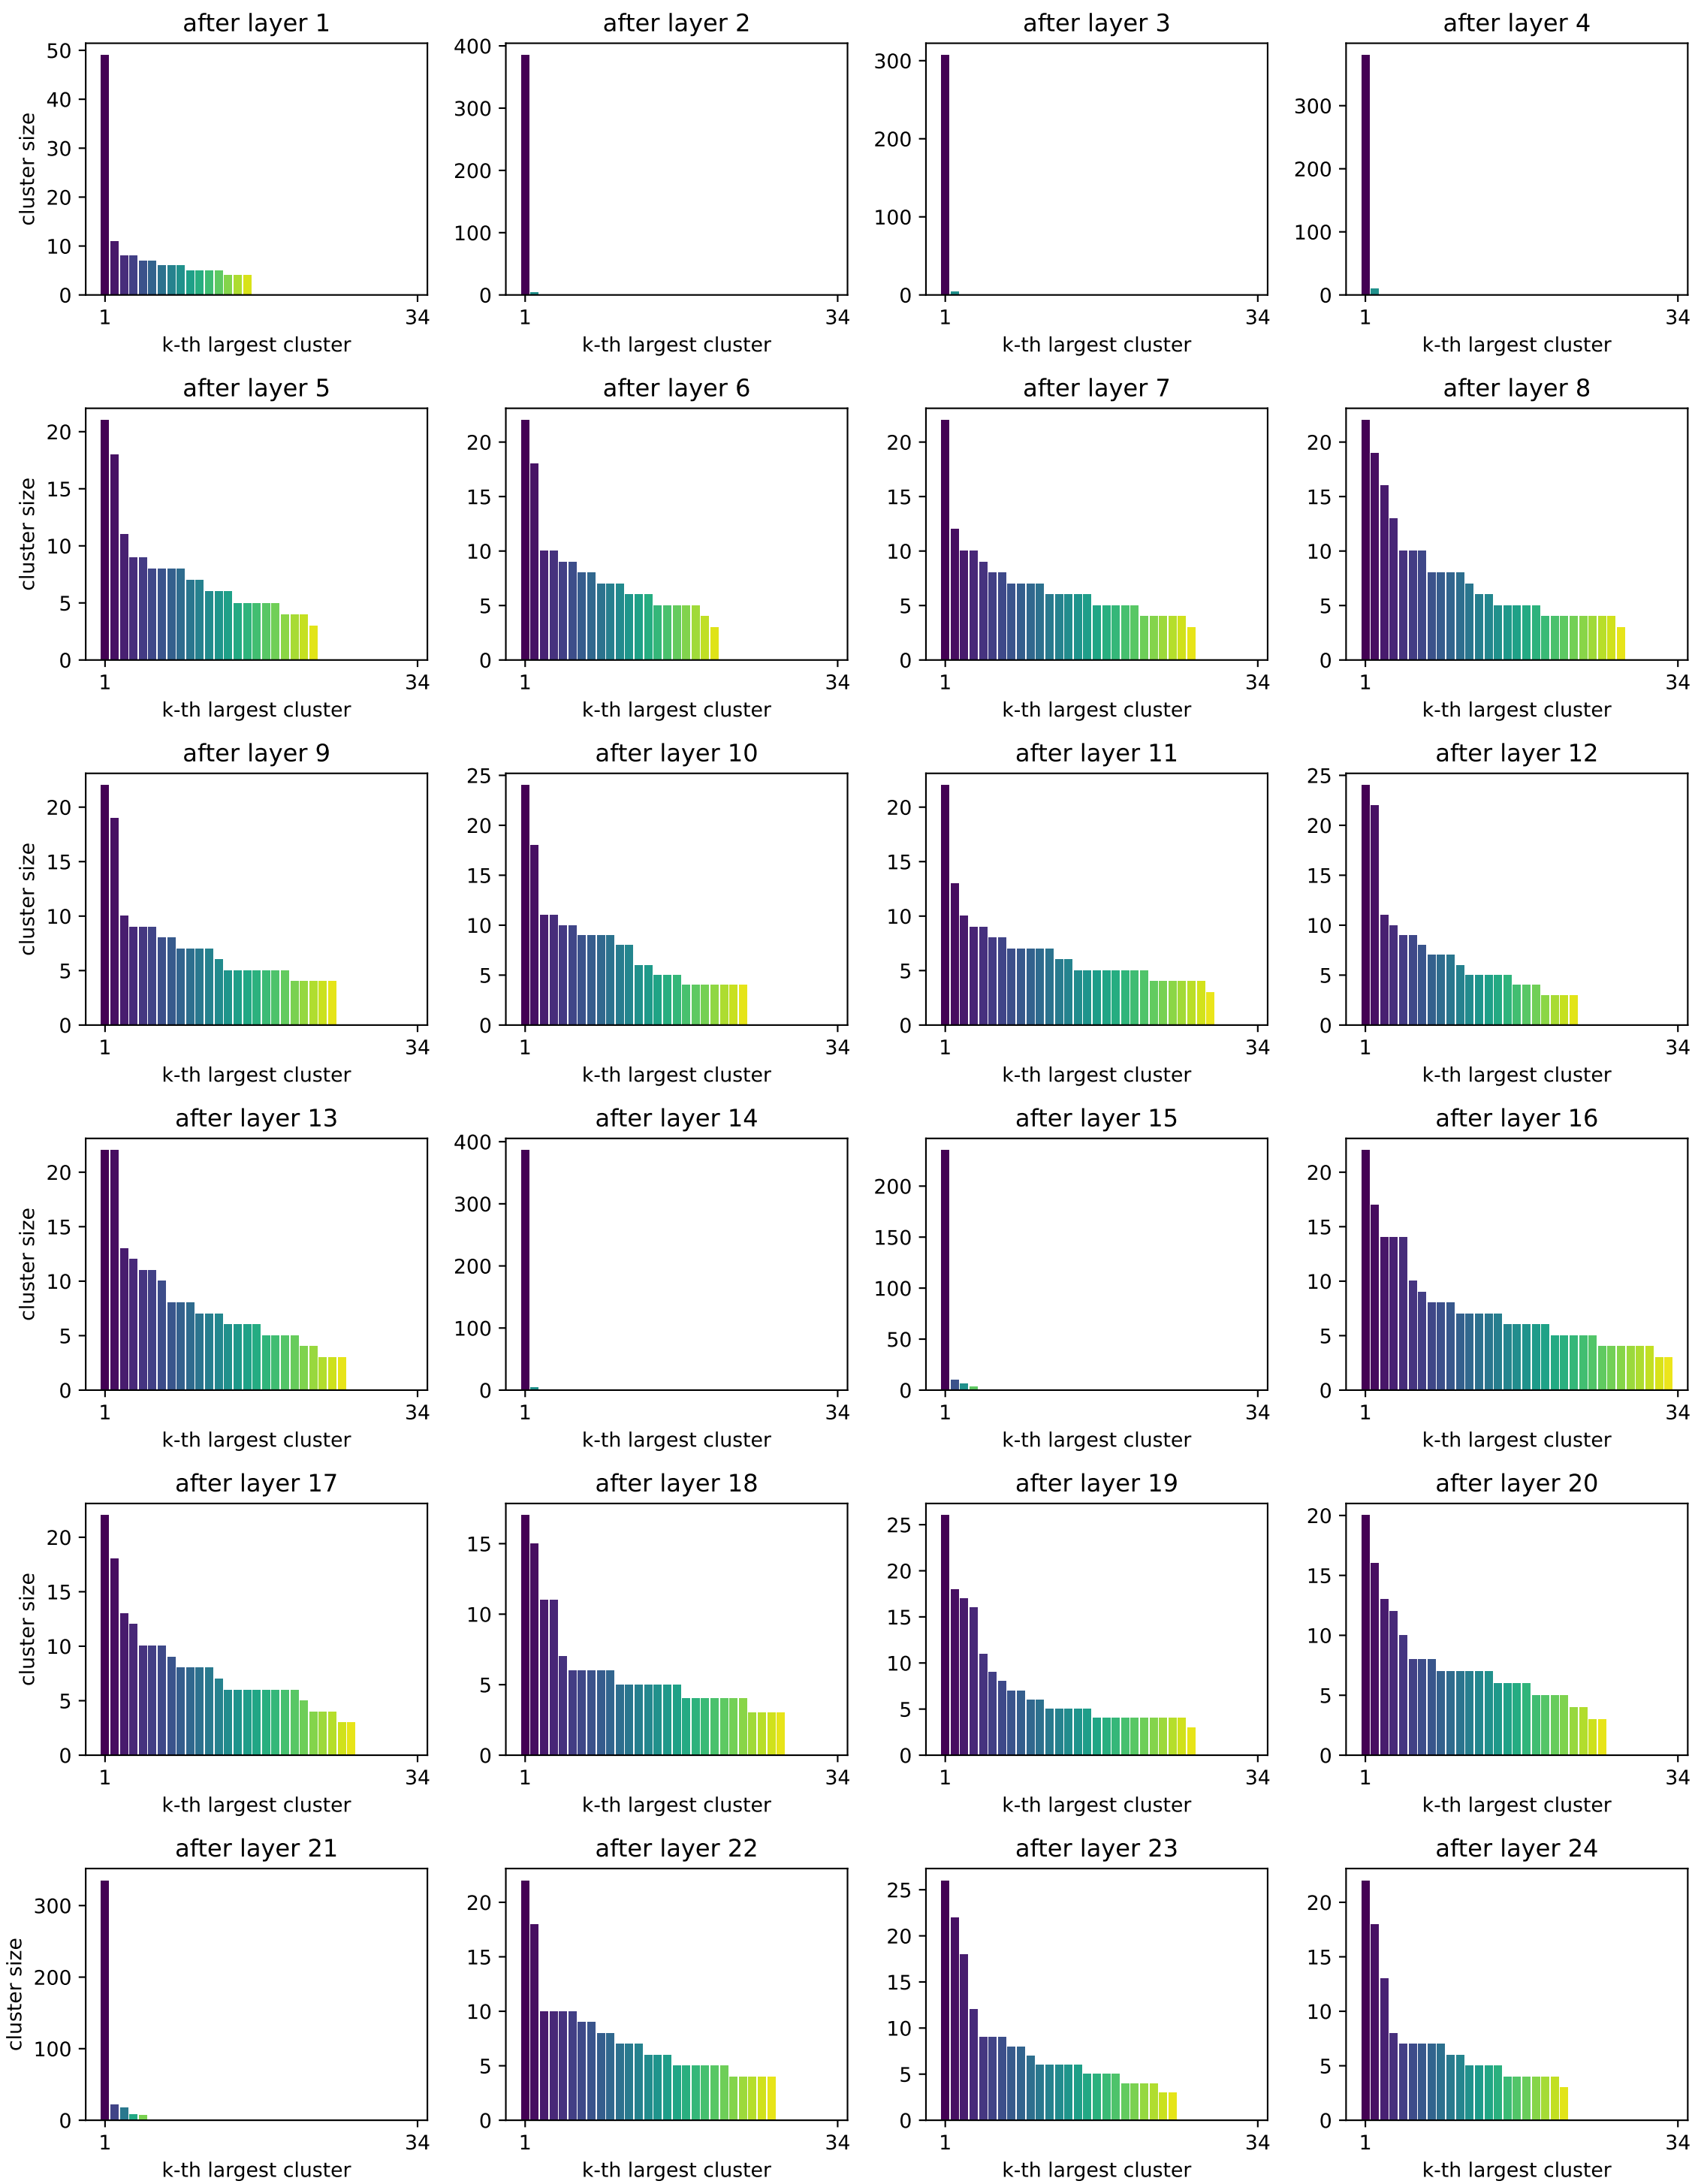 after layer 1
after layer 2
after layer 3
after layer 4
cluster size
50
40
30
20
10
0
400
300
200
100
0
300
200
100
0
300
200
100
0
1 34
1 34
1 34
1 34
k-th largest cluster
k-th largest cluster
k-th largest cluster
k-th largest cluster
after layer 5
after layer 6
after layer 7
after layer 8
cluster size
20
15
10
5
0
20
15
10
5
0
20
15
10
5
0
20
15
10
5
0
1 34
1 34
1 34
1 34
k-th largest cluster
k-th largest cluster
k-th largest cluster
k-th largest cluster
after layer 9
after layer 10
after layer 11
after layer 12
cluster size
20
15
10
5
0
25
20
15
10
5
0
20
15
10
5
0
25
20
15
10
5
0
1 34
1 34
1 34
1 34
k-th largest cluster
k-th largest cluster
k-th largest cluster
k-th largest cluster
after layer 13
after layer 14
after layer 15
after layer 16
cluster size
20
15
10
5
0
400
300
200
100
0
200
150
100
50
0
20
15
10
5
0
1 34
1 34
1 34
1 34
k-th largest cluster
k-th largest cluster
k-th largest cluster
k-th largest cluster
after layer 17
after layer 18
after layer 19
after layer 20
cluster size
20
15
10
5
0
15
10
5
0
25
20
15
10
5
0
20
15
10
5
0
1 34
1 34
1 34
1 34
k-th largest cluster
k-th largest cluster
k-th largest cluster
k-th largest cluster
after layer 21
after layer 22
after layer 23
after layer 24
cluster size
300
200
100
0
20
15
10
5
0
25
20
15
10
5
0
20
15
10
5
0
1 34
1 34
1 34
1 34
k-th largest cluster
k-th largest cluster
k-th largest cluster
k-th largest cluster